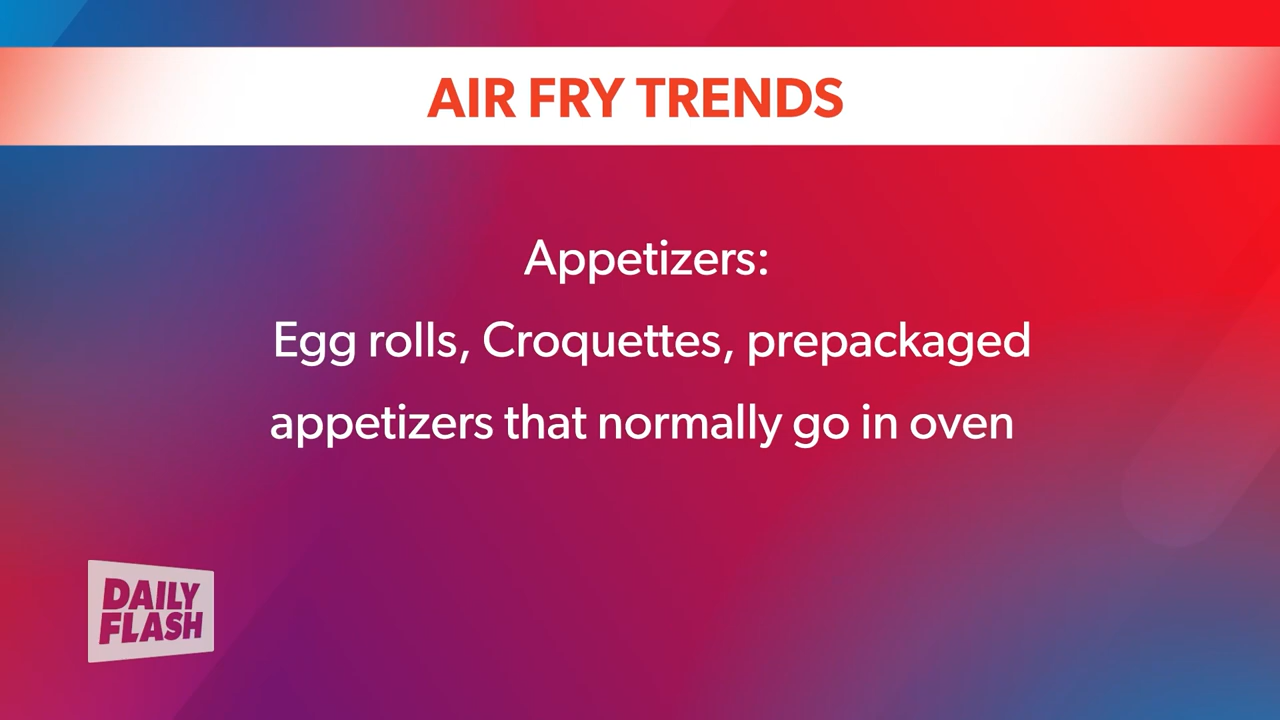 AIR FRY TRENDS
Appetizers:
Egg rolls, Croquettes, prepackaged
appetizers that normally go in oven
DAILY
FLASH